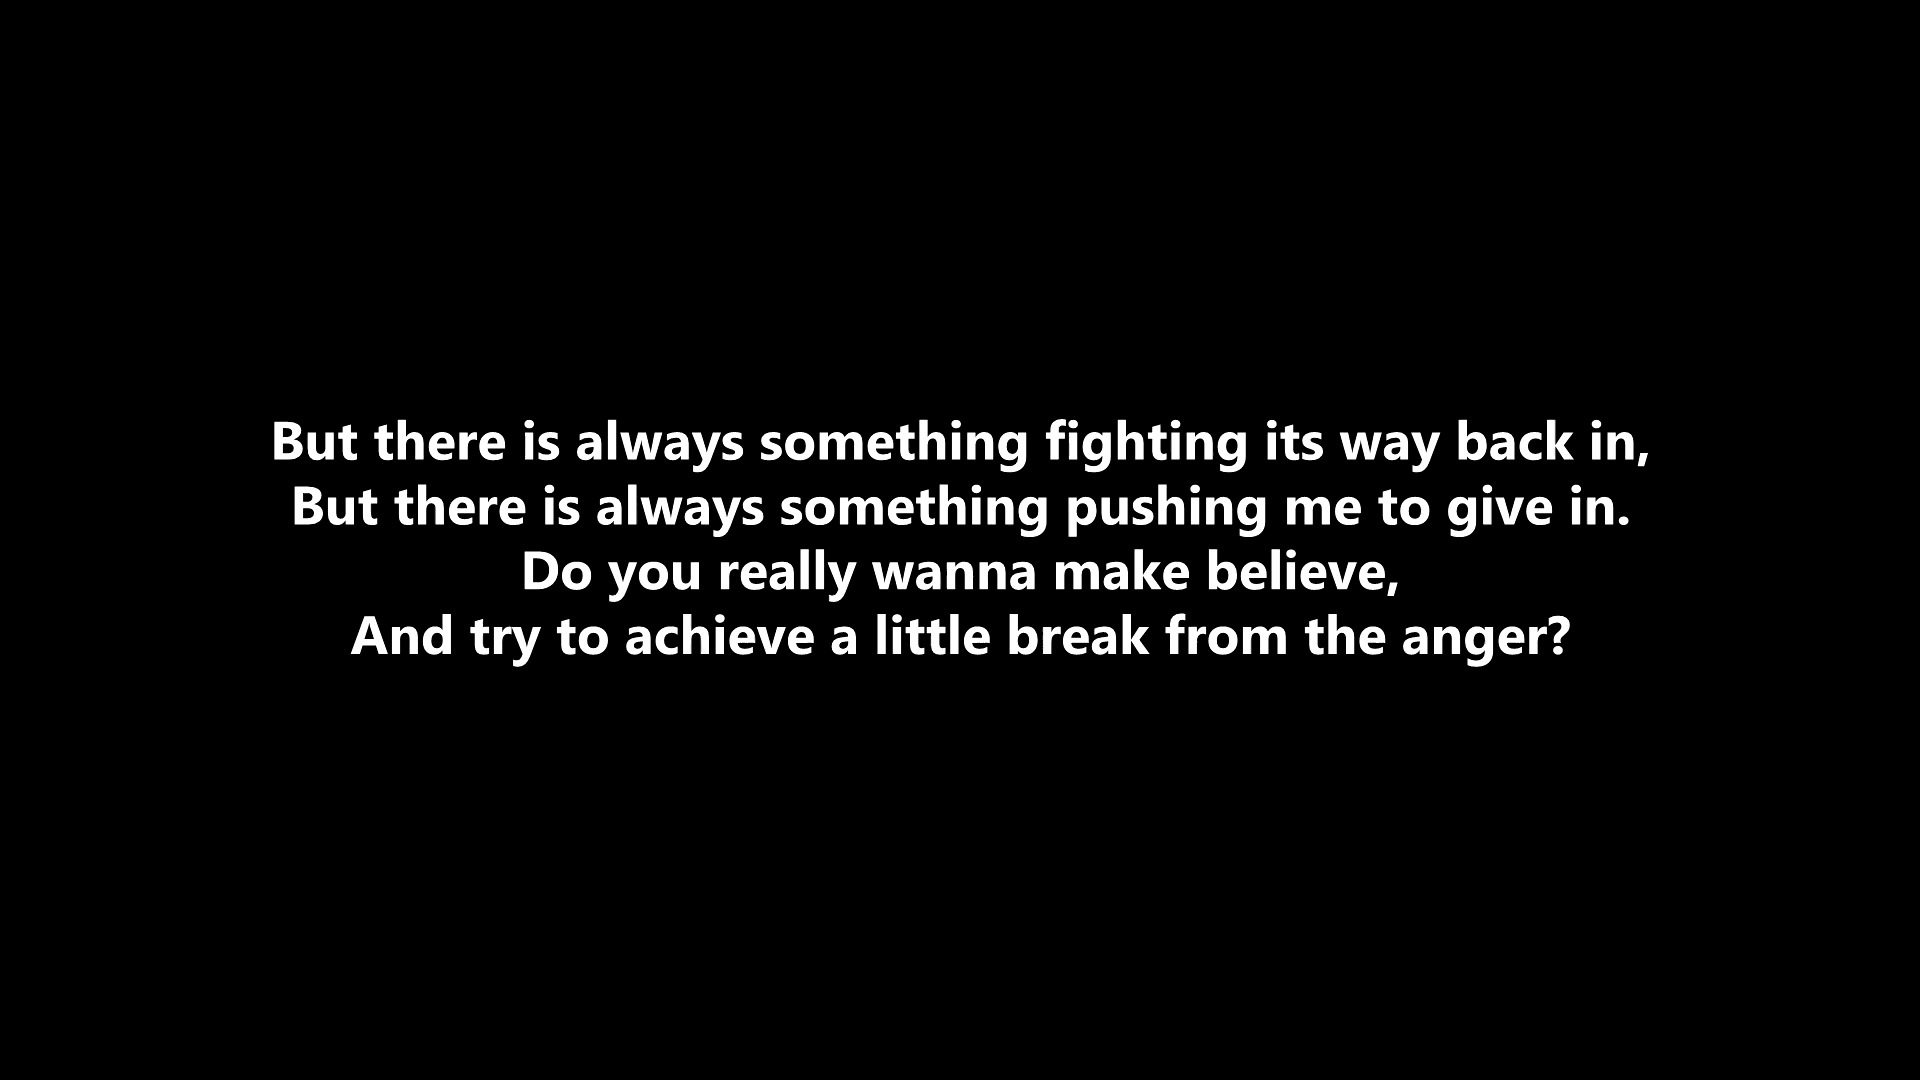 But there is always something fighting its way back in,
But there is always something pushing me to give in.
Do you really wanna make believe,
And try to achieve a little break from the anger?